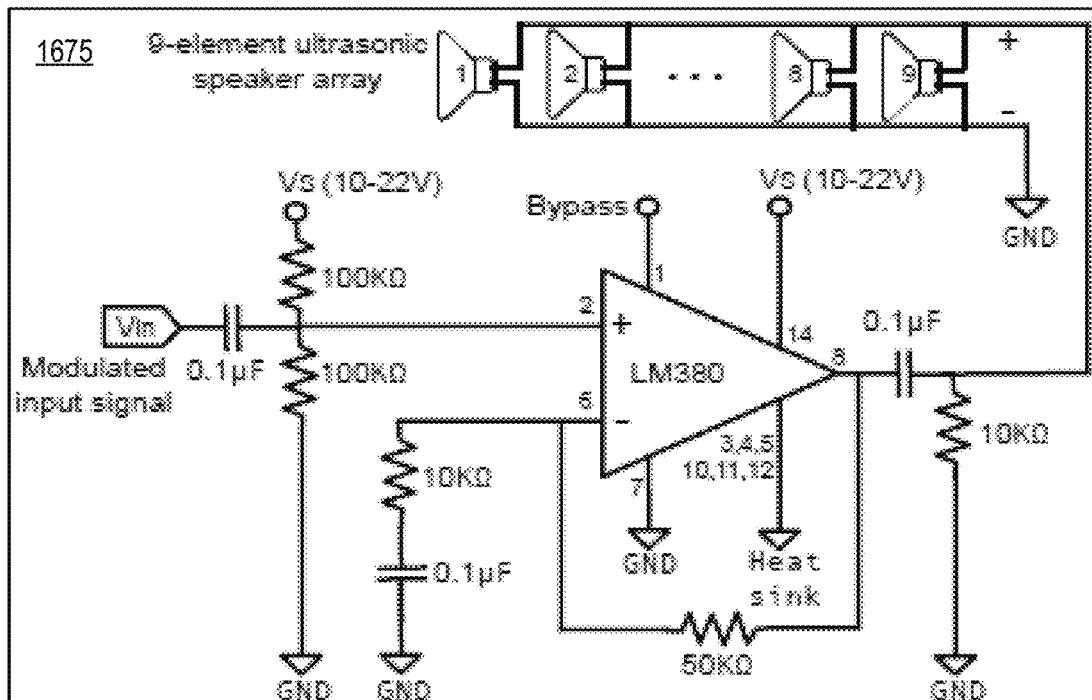 1675
9-element ultrasonic
speaker array
1
2
...
8
9
+
-
GND
Vs (10-22V)
Bypass
Vs (10-22V)
100KΩ
1
2
+
14
0.1µF
Vin
0.1µF
100KΩ
LM380
8
Modulated
input signal
6
-
3,4,5
10,11,12
10KΩ
10KΩ
7
GND
Heat
sink
0.1µF
50KΩ
GND
GND
GND